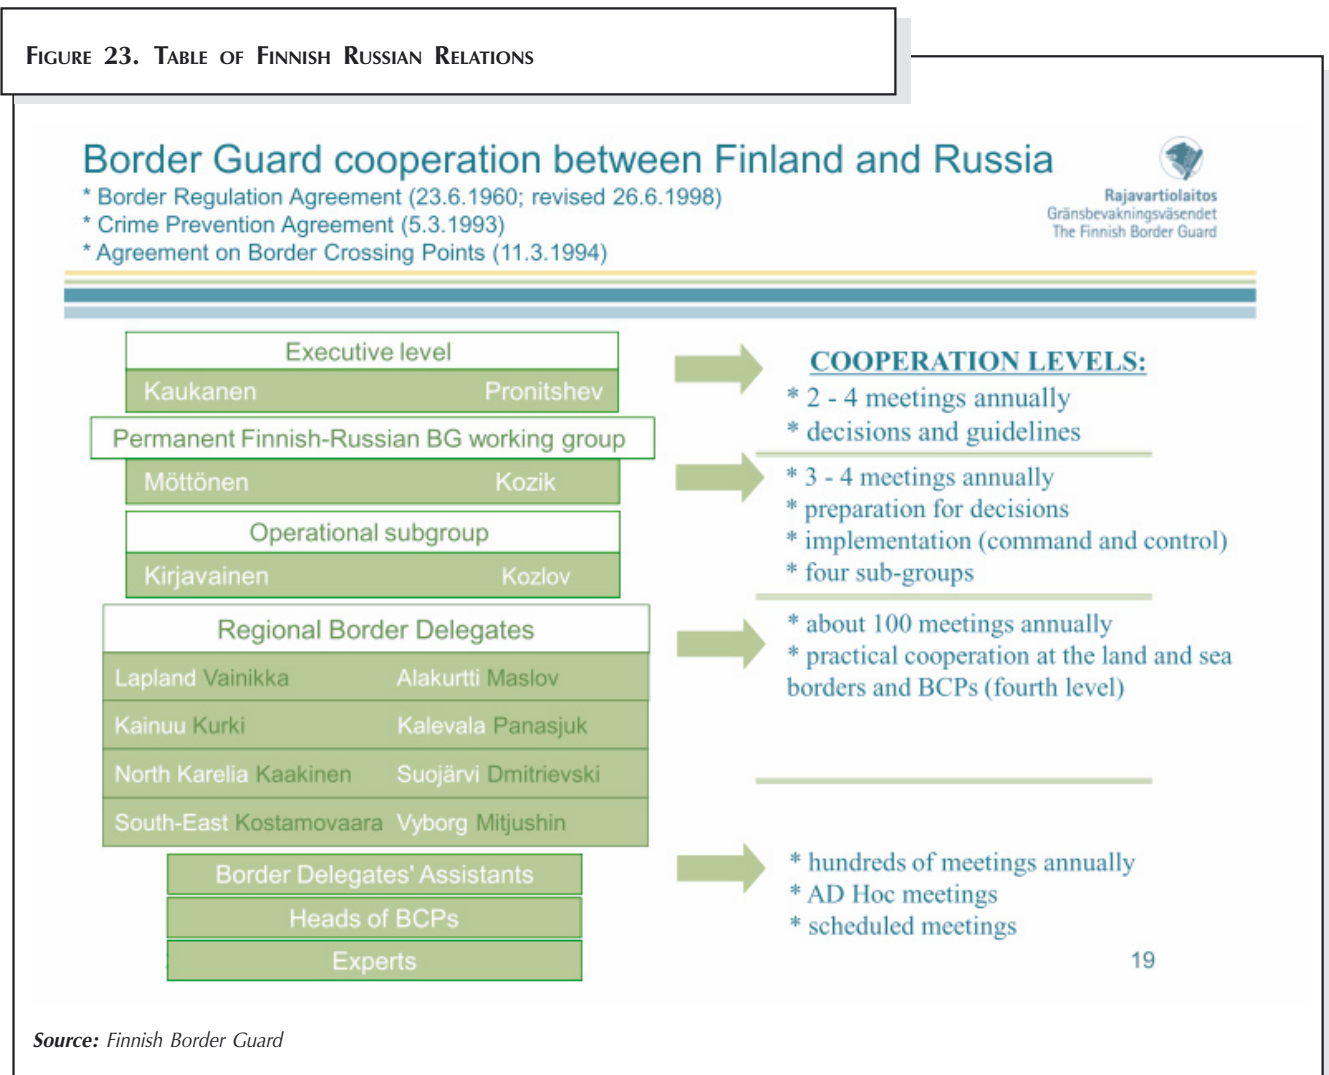 FIGURE 23. TABLE OF FINNISH RUSSIAN RELATIONS
Border Guard cooperation between Finland and Russia
* Border Regulation Agreement (23.6.1960; revised 26.6.1998)
* Crime Prevention Agreement (5.3.1993)
* Agreement on Border Crossing Points (11.3.1994)
Rajavartiolaitos
Gränsbevakningsväsendet
The Finnish Border Guard
Executive level
Kaukanen Pronitshev
Permanent Finnish-Russian BG working group
Möttönen Kozik
Operational subgroup
Kirjavainen Kozlov
Regional Border Delegates
Lapland Vainikka Alakurtti Maslov
Kainuu Kurki Kalevala Panasjuk
North Karelia Kaakinen Suojärvi Dmitrievski
South-East Kostamovaara Vyborg Mitjushin
Border Delegates' Assistants
Heads of BCPs
Experts
COOPERATION LEVELS:
* 2 - 4 meetings annually
* decisions and guidelines
* 3 - 4 meetings annually
* preparation for decisions
* implementation (command and control)
* four sub-groups
* about 100 meetings annually
* practical cooperation at the land and sea
borders and BCPs (fourth level)
* hundreds of meetings annually
* AD Hoc meetings
* scheduled meetings
19
Source: Finnish Border Guard